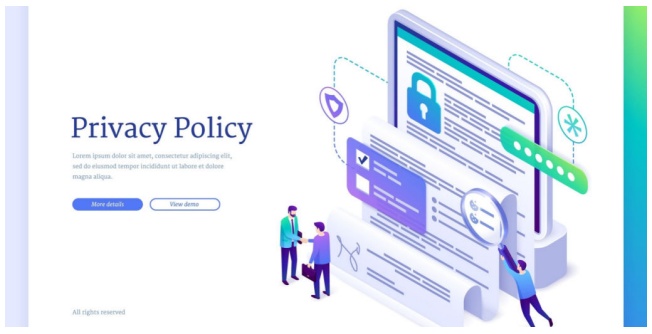 Privacy Policy
Lorem ipsum dolor sit amet, consectetur adipiscing elit,
sed do eiusmod tempor incididunt ut labore et dolore
magna aliqua.
More details
View demo
All rights reserved